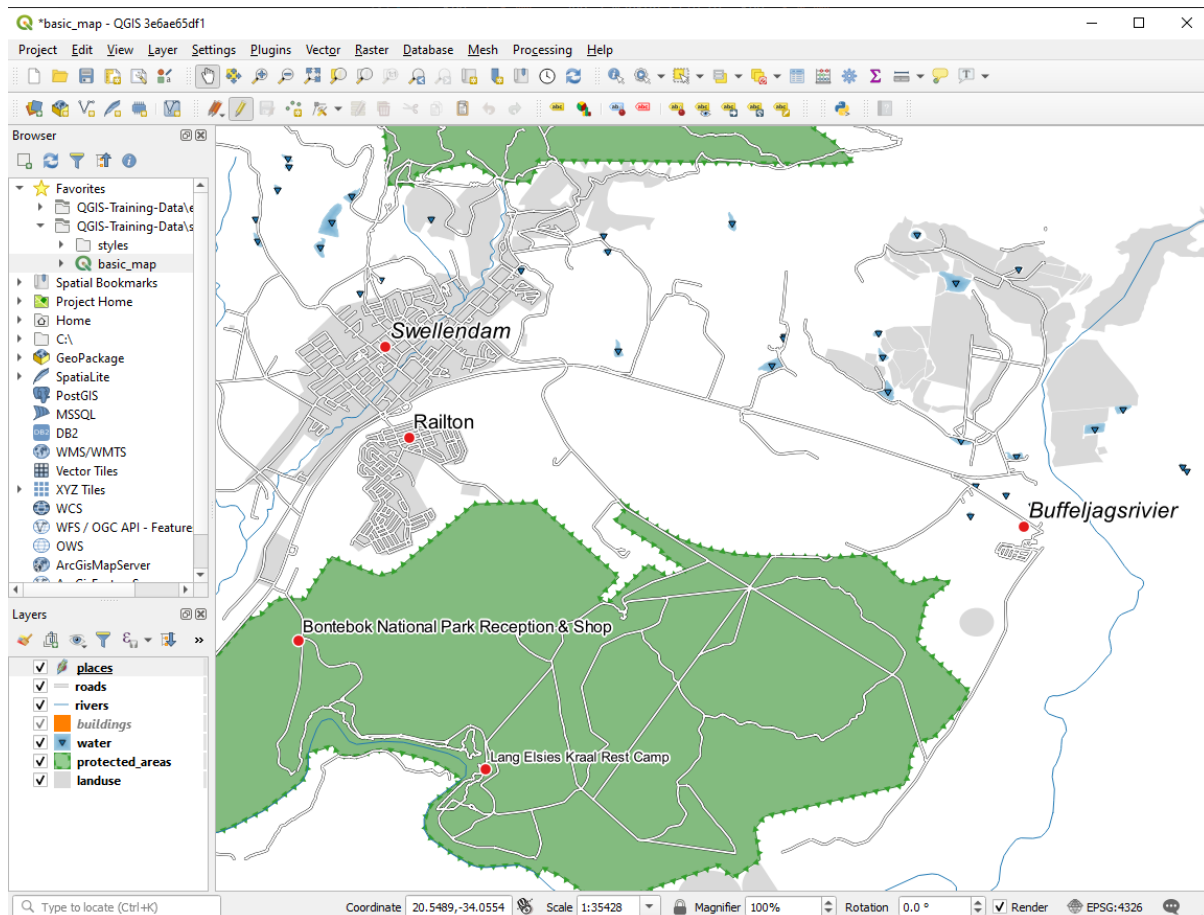 *basic_map - QGIS 3e6ae65df1
Project Edit View Layer Settings Plugins Vector Raster Database Mesh Processing Help
Browser
Favorites
QGIS-Training-Data\e
QGIS-Training-Data\s
styles
basic_map
Spatial Bookmarks
Project Home
Home
C:\
GeoPackage
SpatiaLite
PostGIS
MSSQL
DB2
WMS/WMTS
Vector Tiles
XYZ Tiles
WCS
WFS / OGC API - Feature
OWS
ArcGisMapServer
Layers
places
roads
rivers
buildings
water
protected_areas
landuse
Swellendam
Railton
Buffeljagsrivier
Bontebok National Park Reception & Shop
Lang Elsies Kraal Rest Camp
Type to locate (Ctrl+K) Coordinate 20.5489,-34.0554 Scale 1:35428 Magnifier 100% Rotation 0.0 ° Render EPSG:4326